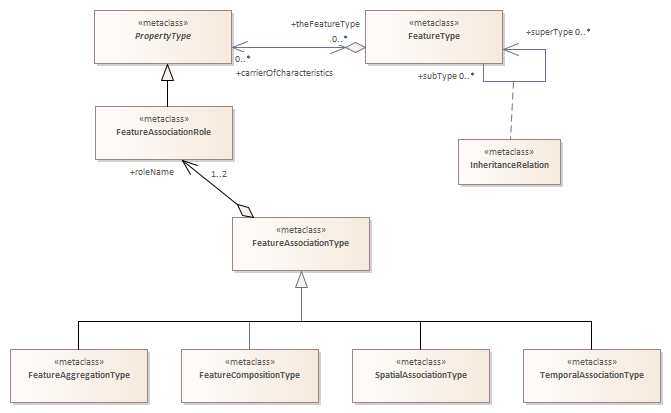 «metaclass»
PropertyType
+theFeatureType
.0..*
0..*
+carrierOfCharacteristics
«metaclass»
FeatureType
+superType 0..*
+subType 0..*
«metaclass»
FeatureAssociationRole
«metaclass»
InheritanceRelation
+roleName
1..2
«metaclass»
FeatureAssociationType
«metaclass»
FeatureAggregationType
«metaclass»
FeatureCompositionType
«metaclass»
SpatialAssociationType
«metaclass»
TemporalAssociationType